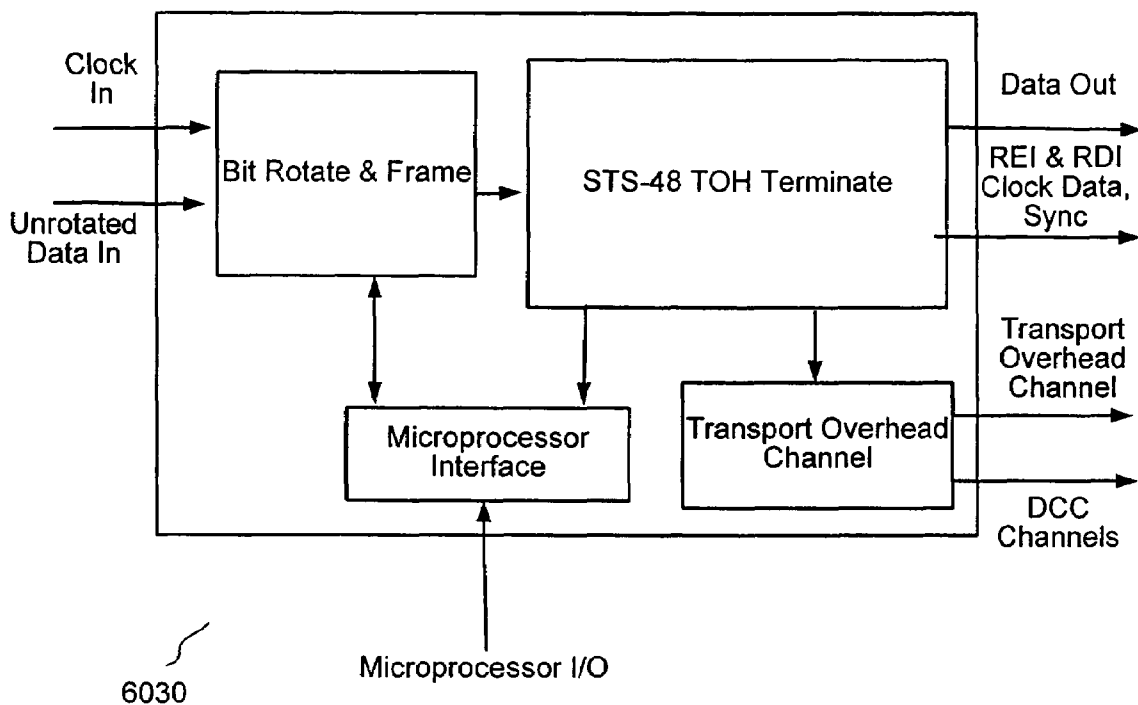 Clock
In
Unrotated
Data In
Bit Rotate & Frame
STS-48 TOH Terminate
Data Out
REI & RDI
Clock Data,
Sync
Microprocessor
Interface
Transport Overhead
Channel
Transport
Overhead
Channel
DCC
Channels
Microprocessor I/O
6030